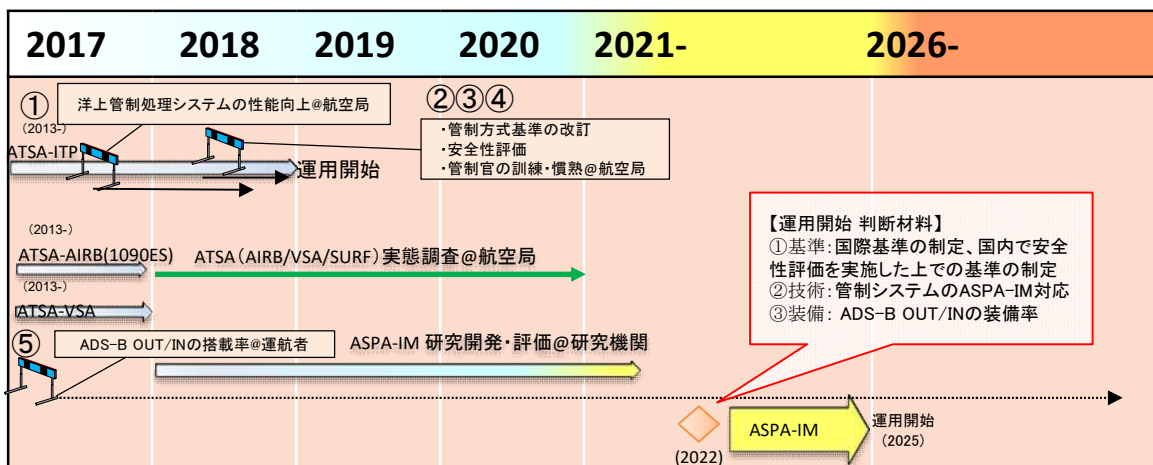 2017 2018 2019 2020 2021- 2026-
①
洋上管制処理システムの性能向上@航空局
②③④
・管制方式基準の改訂
・安全性評価
・管制官の訓練・慣熟@航空局
(2013-)
ATSA-ITP
運用開始
(2013-)
ATSA-AIRB(1090ES)
ATSA(AIRB/VSA/SURF)実態調査@航空局
(2013-)
ATSA-VSA
【運用開始 判断材料】
①基準:国際基準の制定、国内で安全
性評価を実施した上での基準の制定
②技術:管制システムのASPA-IM対応
③装備: ADS-B OUT/INの装備率
⑤
ADS-B OUT/INの搭載率@運航者
ASPA-IM 研究開発・評価@研究機関
(2022)
ASPA-IM
運用開始
(2025)